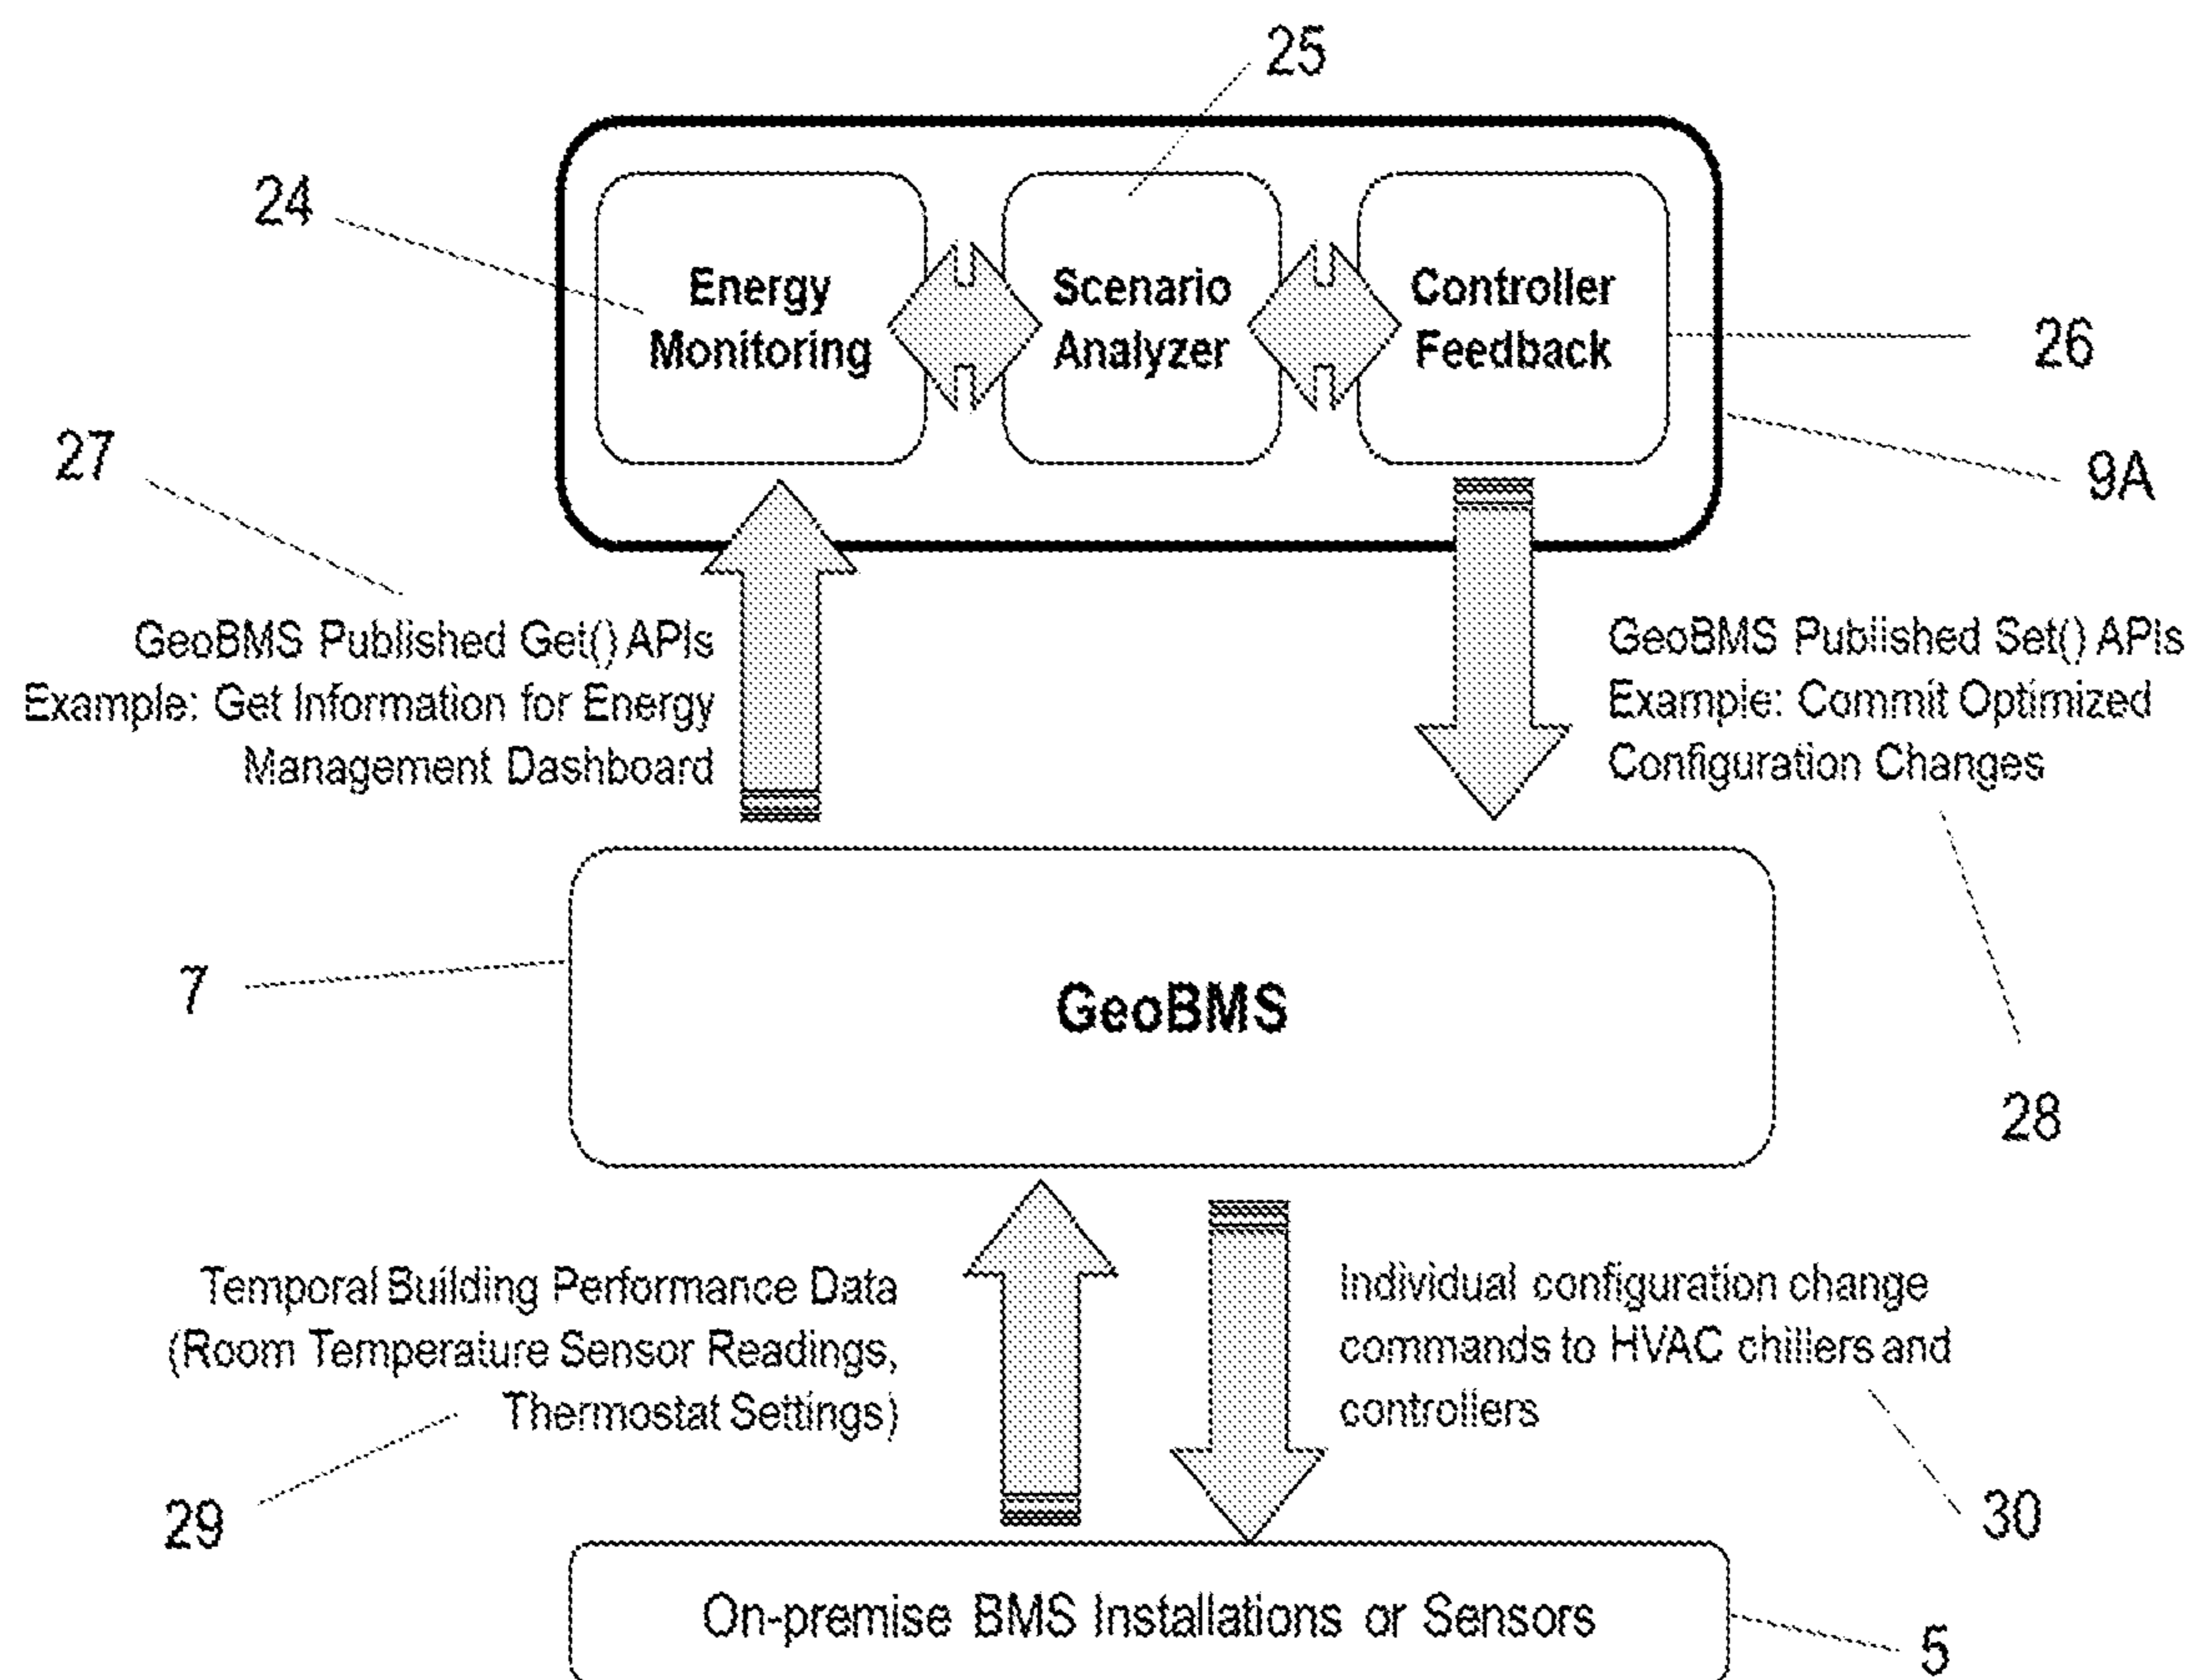 25
24
Energy
Monitoring
Scenario
Analyzer
Controller
Feedback
26
9A
27
GeoBMS Published Get() APIs
Example: Get Information for Energy
Management Dashboard
GeoBMS Published Set() APIs
Example: Commit Optimized
Configuration Changes
7
GeoBMS
28
Temporal Building Performance Data
(Room Temperature Sensor Readings,
Thermostat Settings)
Individual configuration change
commands to HVAC chillers and
controllers
29
30
On-premise BMS Installations or Sensors
5